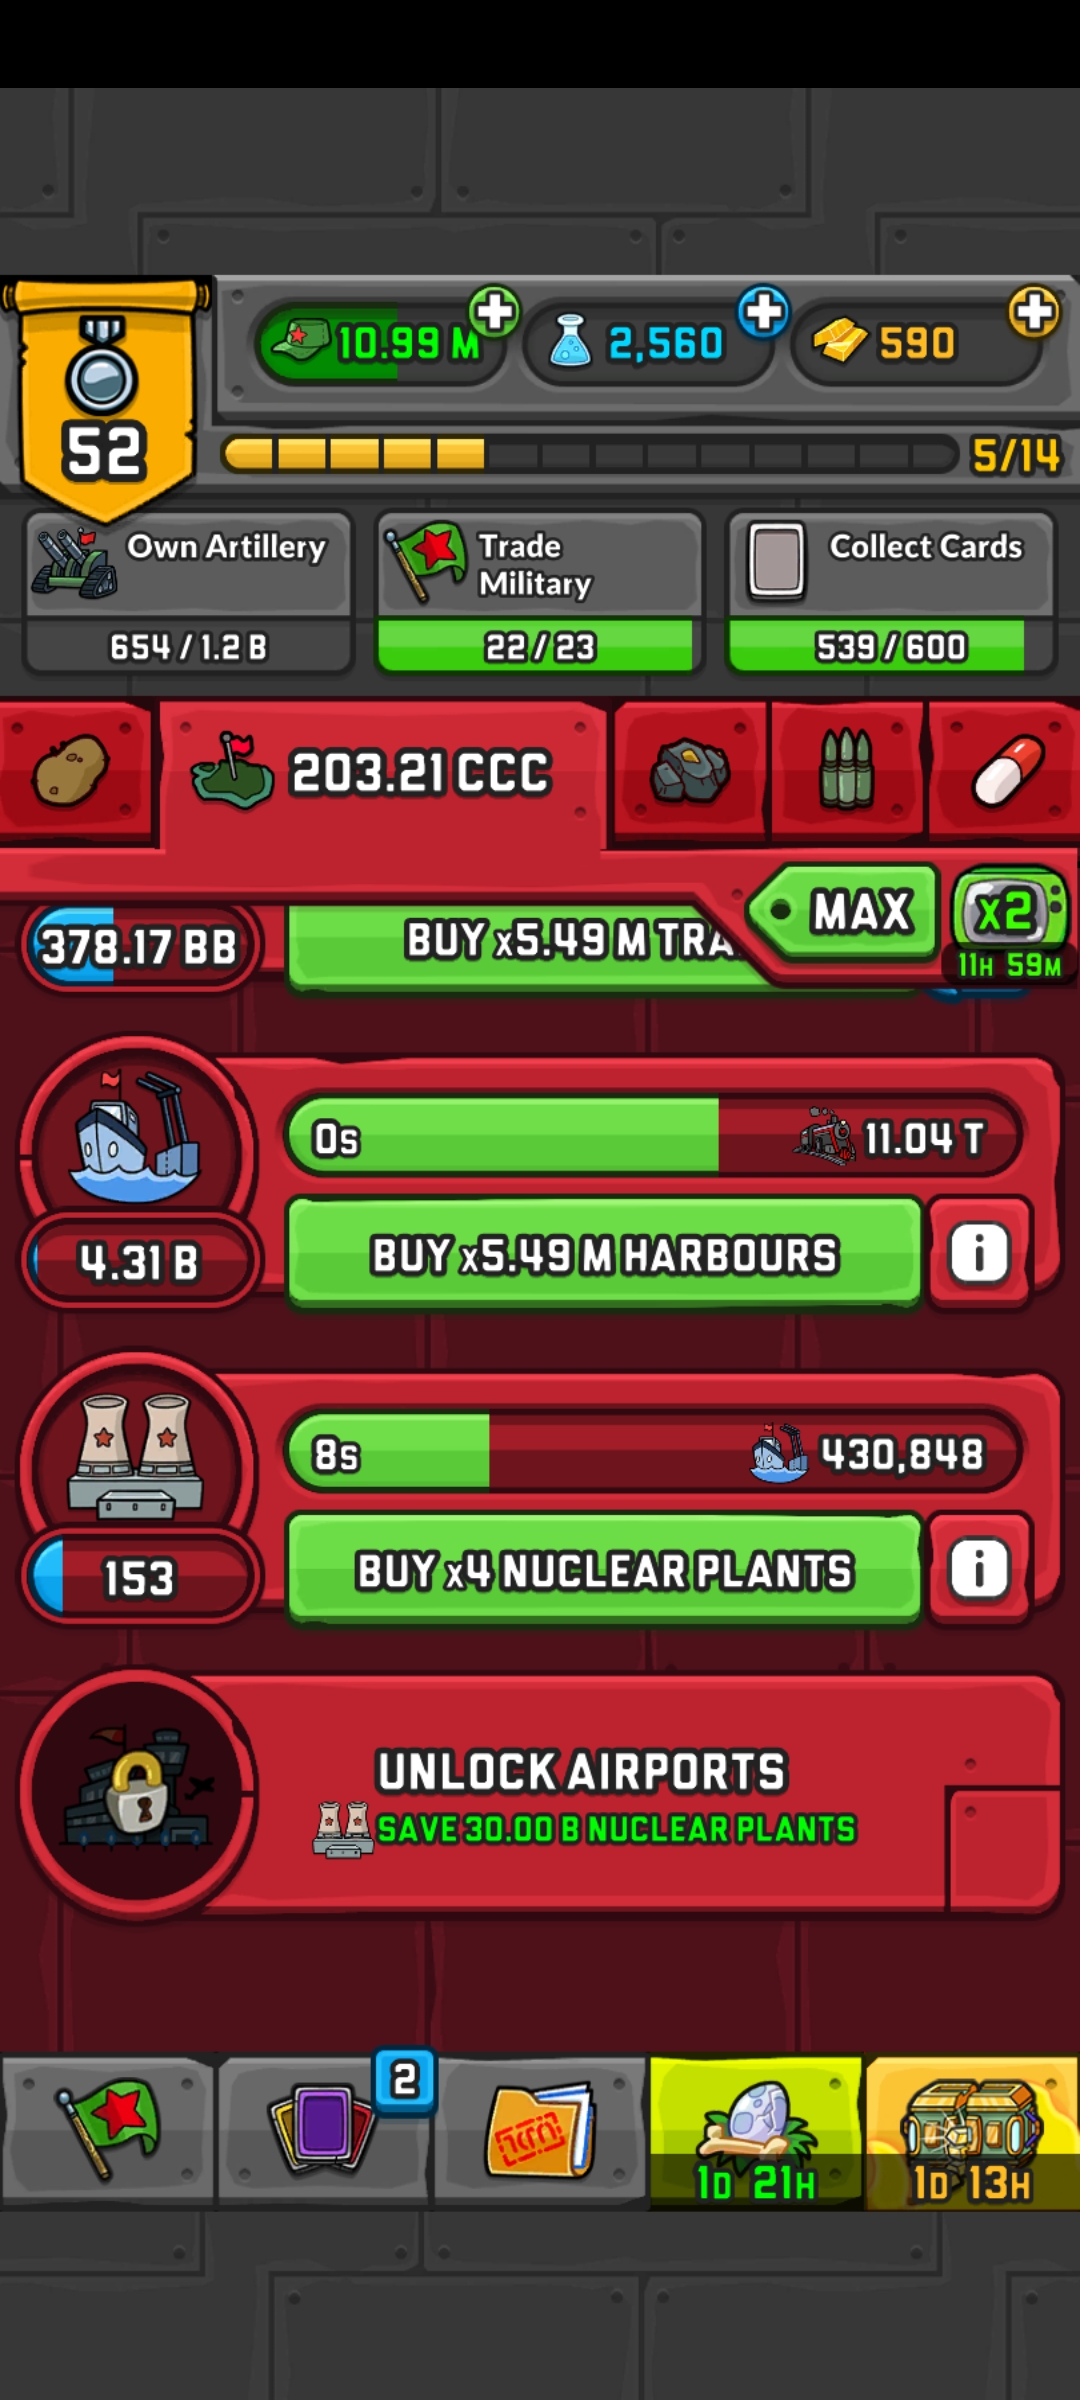 10.99 M
2,560
590
52
5/14
Own Artillery
654 / 1.2 B
Trade
Military
22 / 23
Collect Cards
539 / 600
203.21 CCC
MAX
x2
11H 59M
378.17 BB
BUY x5.49 M TRA
0s
11.04 T
4.31 B
BUY x5.49 M HARBOURS
i
8s
430,848
153
BUY x4 NUCLEAR PLANTS
i
UNLOCK AIRPORTS
SAVE 30.00 B NUCLEAR PLANTS
2
1D 21H
1D 13H